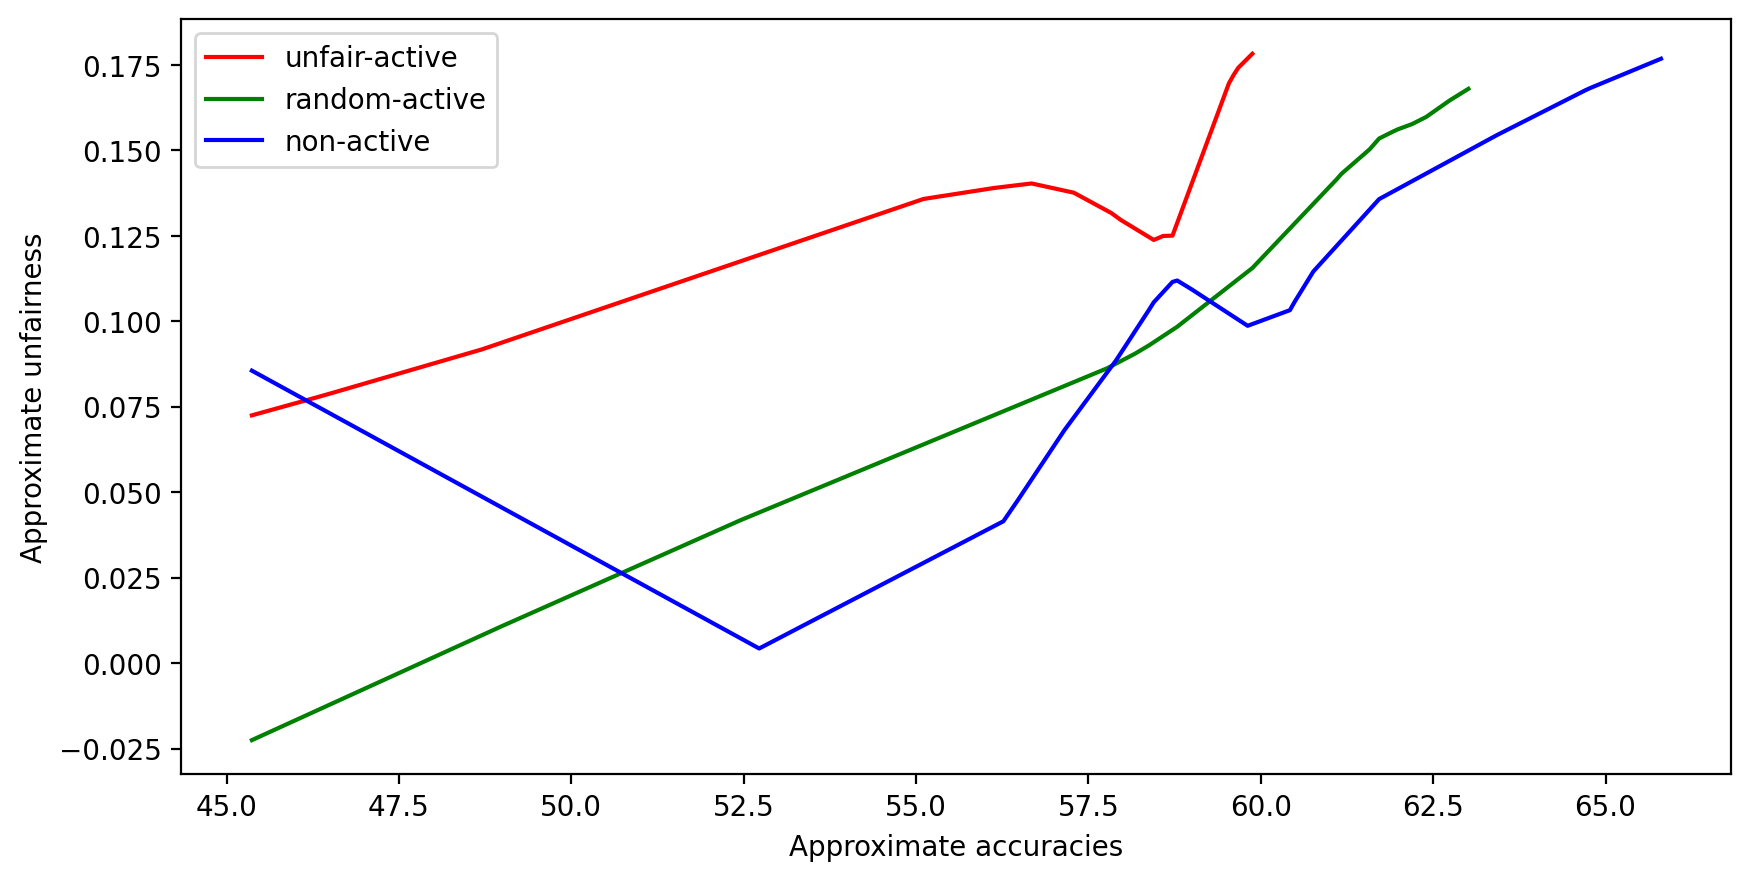 unfair-active
random-active
non-active
0.175
0.150
0.125
0.100
0.075
0.050
0.025
0.000
−0.025
Approximate unfairness
45.0 47.5 50.0 52.5 55.0 57.5 60.0 62.5 65.0
Approximate accuracies